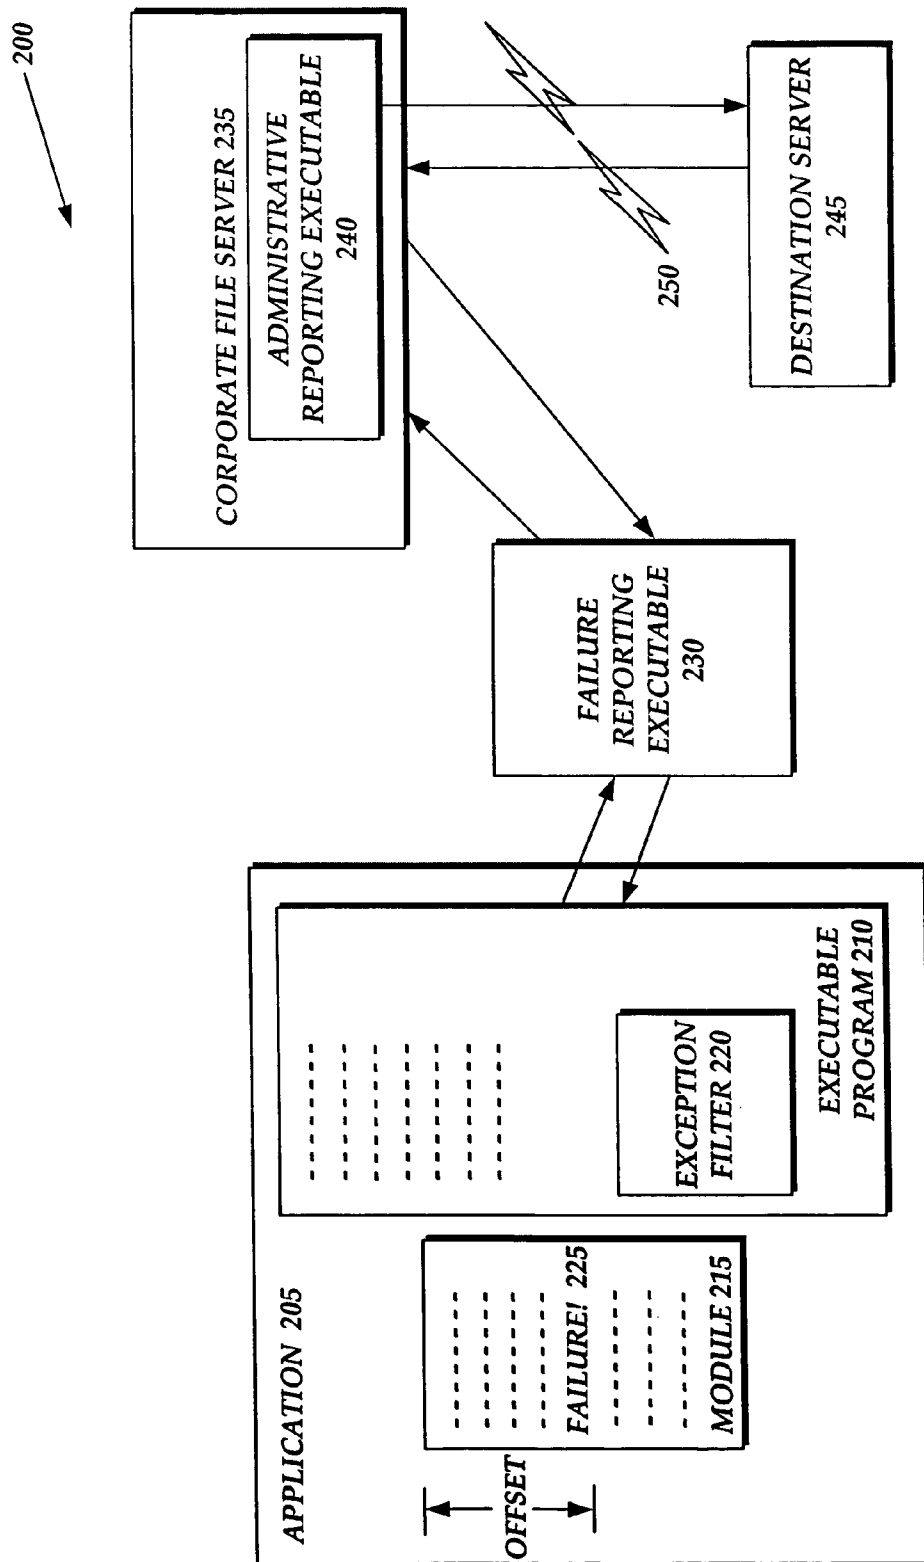 200
APPLICATION 205
OFFSET
FAILURE! 225
MODULE 215
EXCEPTION
FILTER 220
EXECUTABLE
PROGRAM 210
FAILURE
REPORTING
EXECUTABLE
230
CORPORATE FILE SERVER 235
ADMINISTRATIVE
REPORTING EXECUTABLE
240
250
DESTINATION SERVER
245